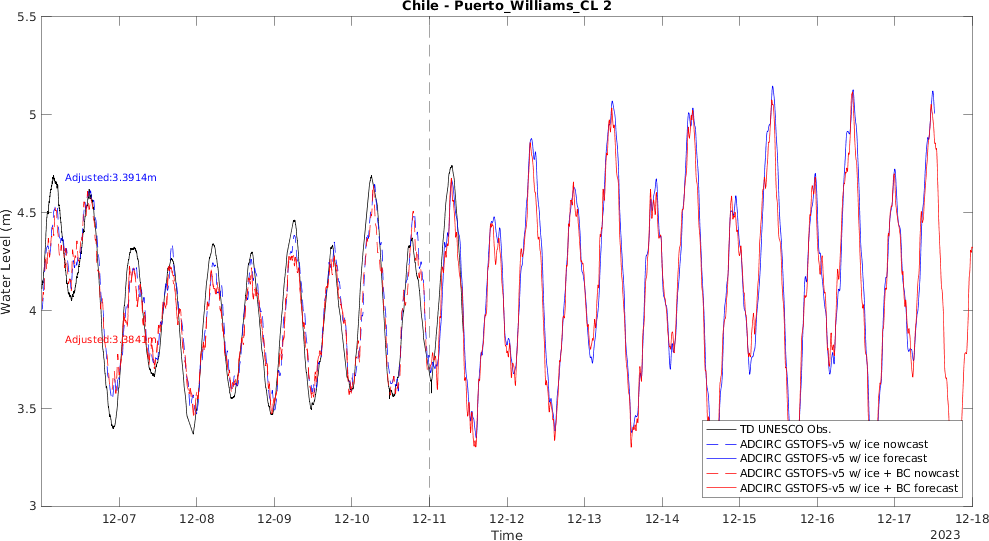 Chile - Puerto_Williams_CL 2
Water Level (m)
5.5
5
4.5
4
3.5
3
Adjusted:3.3914m
Adjusted:3.3841m
TD UNESCO Obs.
ADCIRC GSTOFS-v5 w/ ice nowcast
ADCIRC GSTOFS-v5 w/ ice forecast
ADCIRC GSTOFS-v5 w/ ice + BC nowcast
ADCIRC GSTOFS-v5 w/ ice + BC forecast
12-07 12-08 12-09 12-10 12-11 12-12 12-13 12-14 12-15 12-16 12-17 12-18
Time
2023